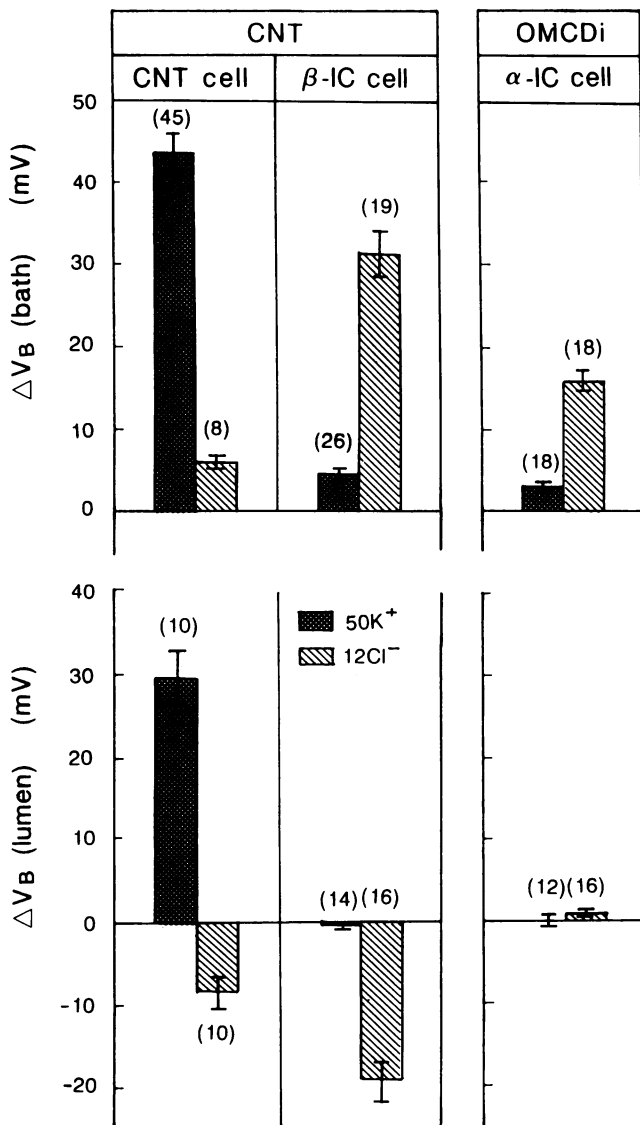 CNT
OMCDi
CNT cell
β-IC cell
α-IC cell
△VB (bath) (mV)
50
40
30
20
10
0
(45)
(8)
(26)
(19)
(18)
(18)
△VB (lumen) (mV)
40
30
20
10
0
-10
-20
50K+
12Cl−
(10)
(10)
(14) (16)
(12) (16)